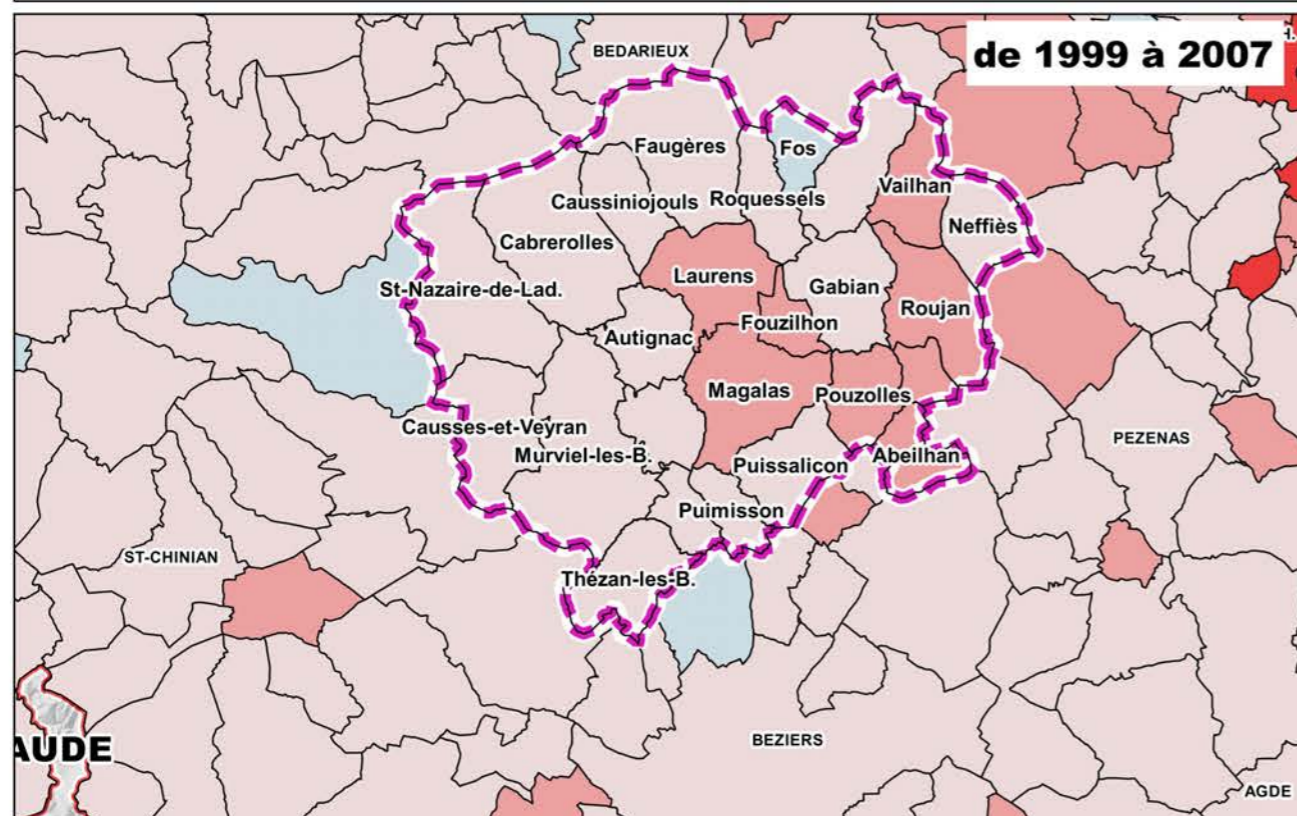 BEDARIEUX
de 1999 à 2007
H.
Faugères
Fos
Caussiniojouls
Roquessels
Vailhan
Neffiès
Cabrerolles
St-Nazaire-de-Lad.
Laurens
Gabian
Roujan
Autignac
Fouzilhon
Magalas
Pouzolles
Causses-et-Veyran
Murviel-les-B.
Puissalicon
Abeilhan
PEZENAS
Puimisson
ST-CHINIAN
Thézan-les-B.
AUDE
BEZIERS
AGDE